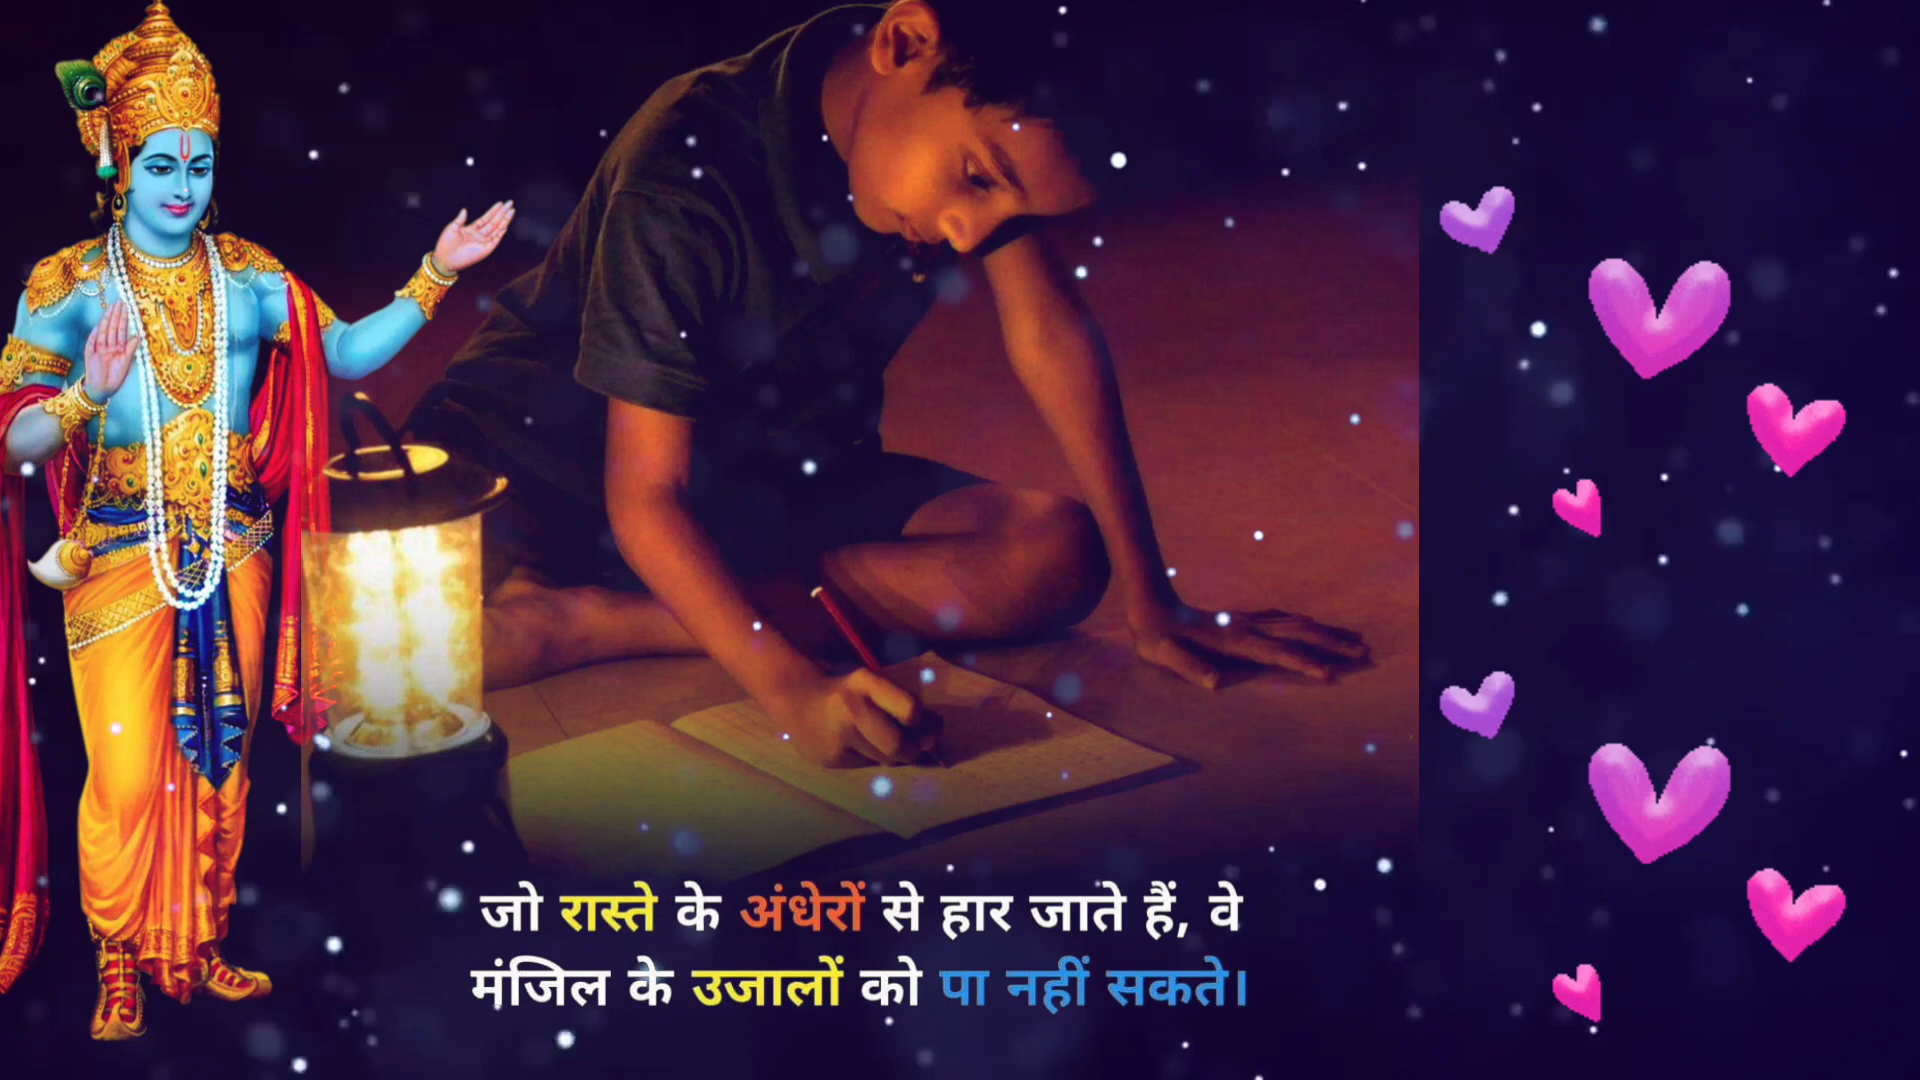 जो रास्ते के अंधेरों से हार जाते हैं, वे
मंजिल के उजालों को पा नहीं सकते।